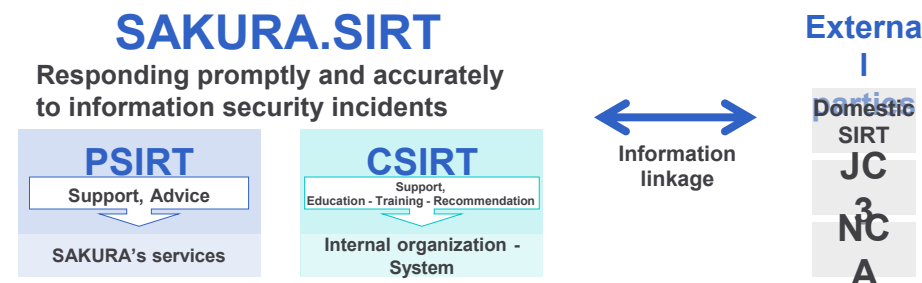 SAKURA.SIRT
Responding promptly and accurately
to information security incidents
PSIRT
Support, Advice
SAKURA's services
CSIRT
Support,
Education - Training - Recommendation
Internal organization -
System
Information
linkage
Externa
l
parties
Domestic
SIRT
JC
3
NC
A